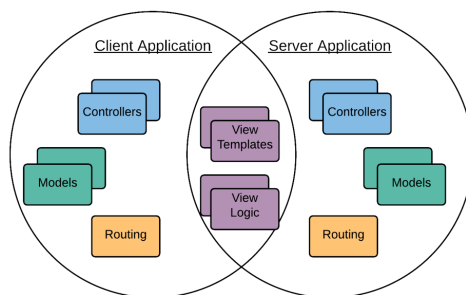 Client Application
Server Application
Controllers
Controllers
View
Templates
Models
Models
View
Logic
Routing
Routing